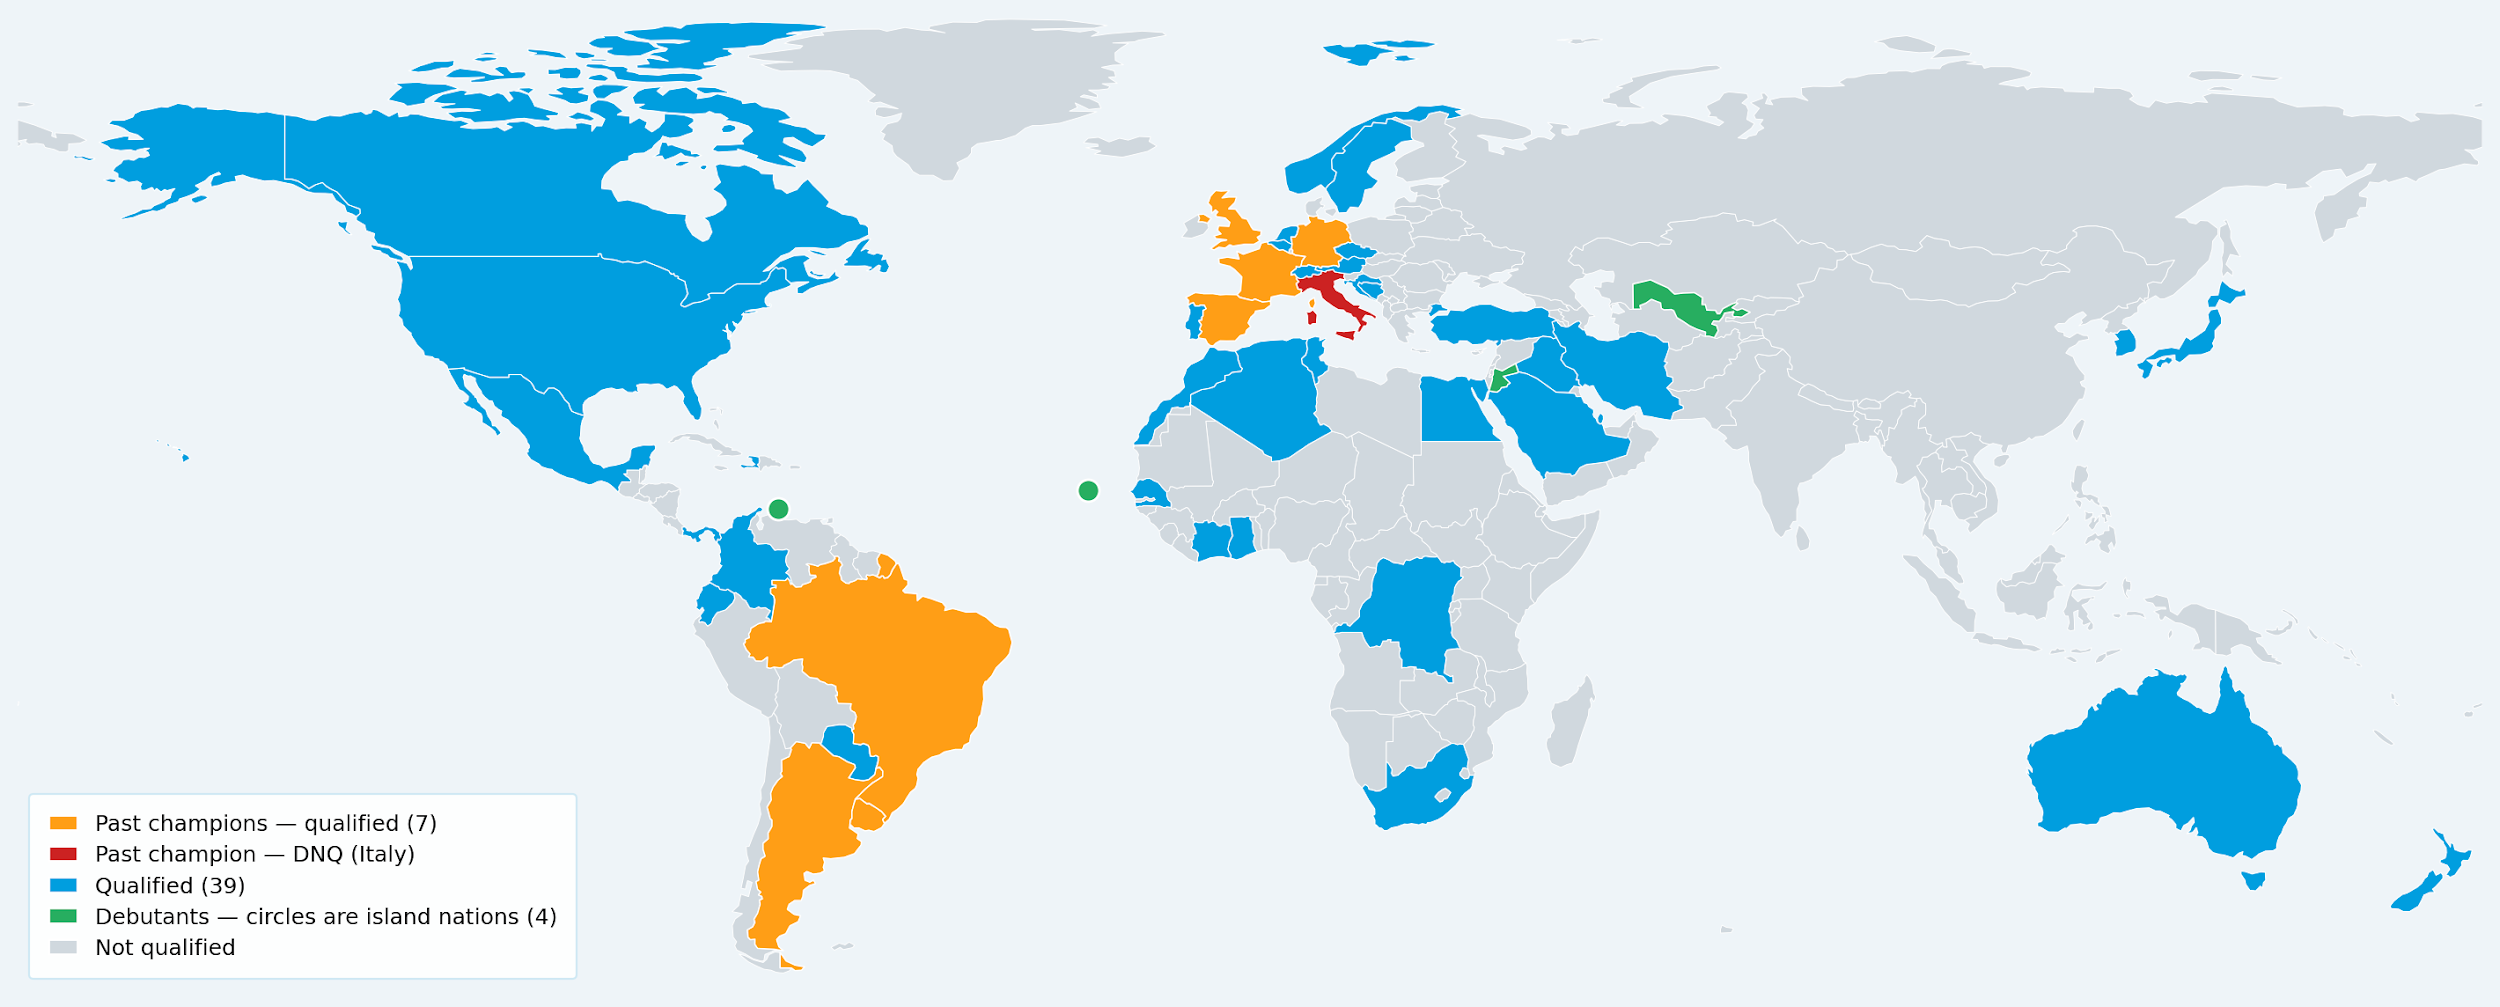 Past champions — qualified (7)
Past champion — DNQ (Italy)
Qualified (39)
Debutants — circles are island nations (4)
Not qualified